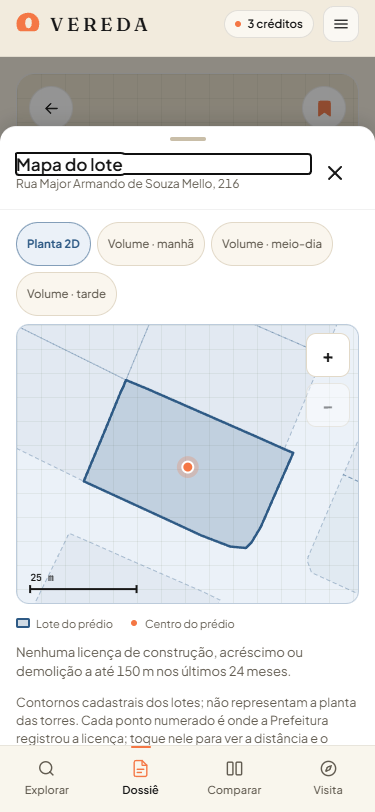 VEREDA
3 créditos
Mapa do lote
Rua Major Armando de Souza Mello, 216
Planta 2D
Volume · manhã
Volume · meio-dia
Volume · tarde
+
−
25 m
Lote do prédio
Centro do prédio
Nenhuma licença de construção, acréscimo ou
demolição a até 150 m nos últimos 24 meses.
Contornos cadastrais dos lotes; não representam a planta
das torres. Cada ponto numerado é onde a Prefeitura
registrou a licença; toque nele para ver a distância e o
Explorar
Dossiê
Comparar
Visita